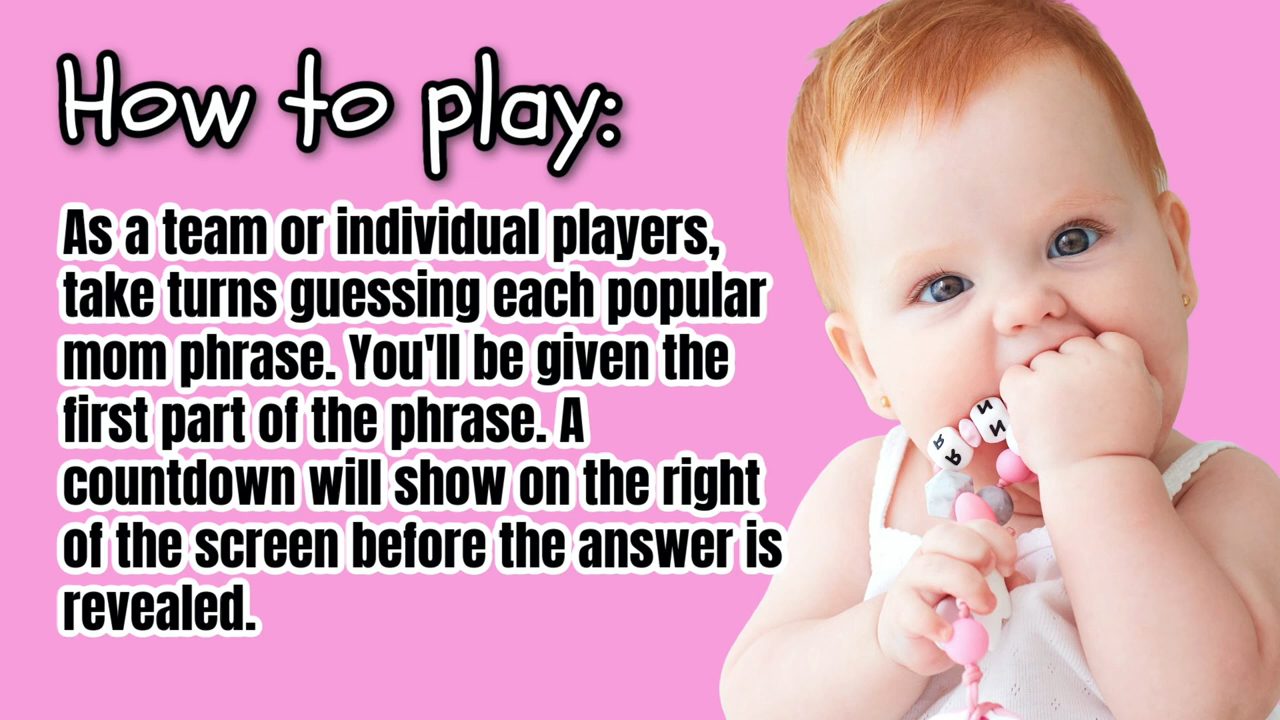 How to play:
As a team or individual players,
take turns guessing each popular
mom phrase. You'll be given the
first part of the phrase. A
countdown will show on the right
of the screen before the answer is
revealed.